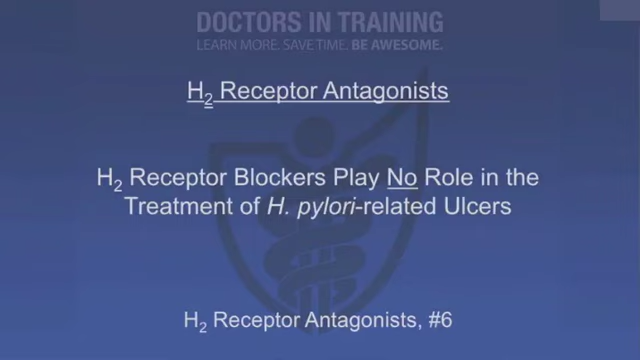 DOCTORS IN TRAINING
LEARN MORE. SAVE TIME. BE AWESOME.
H₂ Receptor Antagonists
H₂ Receptor Blockers Play No Role in the
Treatment of H. pylori-related Ulcers
H₂ Receptor Antagonists, #6